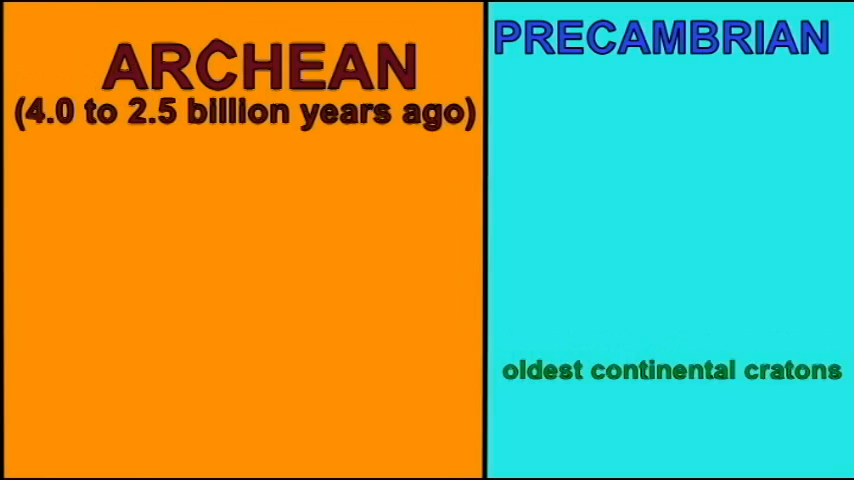 ARCHEAN
(4.0 to 2.5 billion years ago)
PRECAMBRIAN
oldest continental cratons